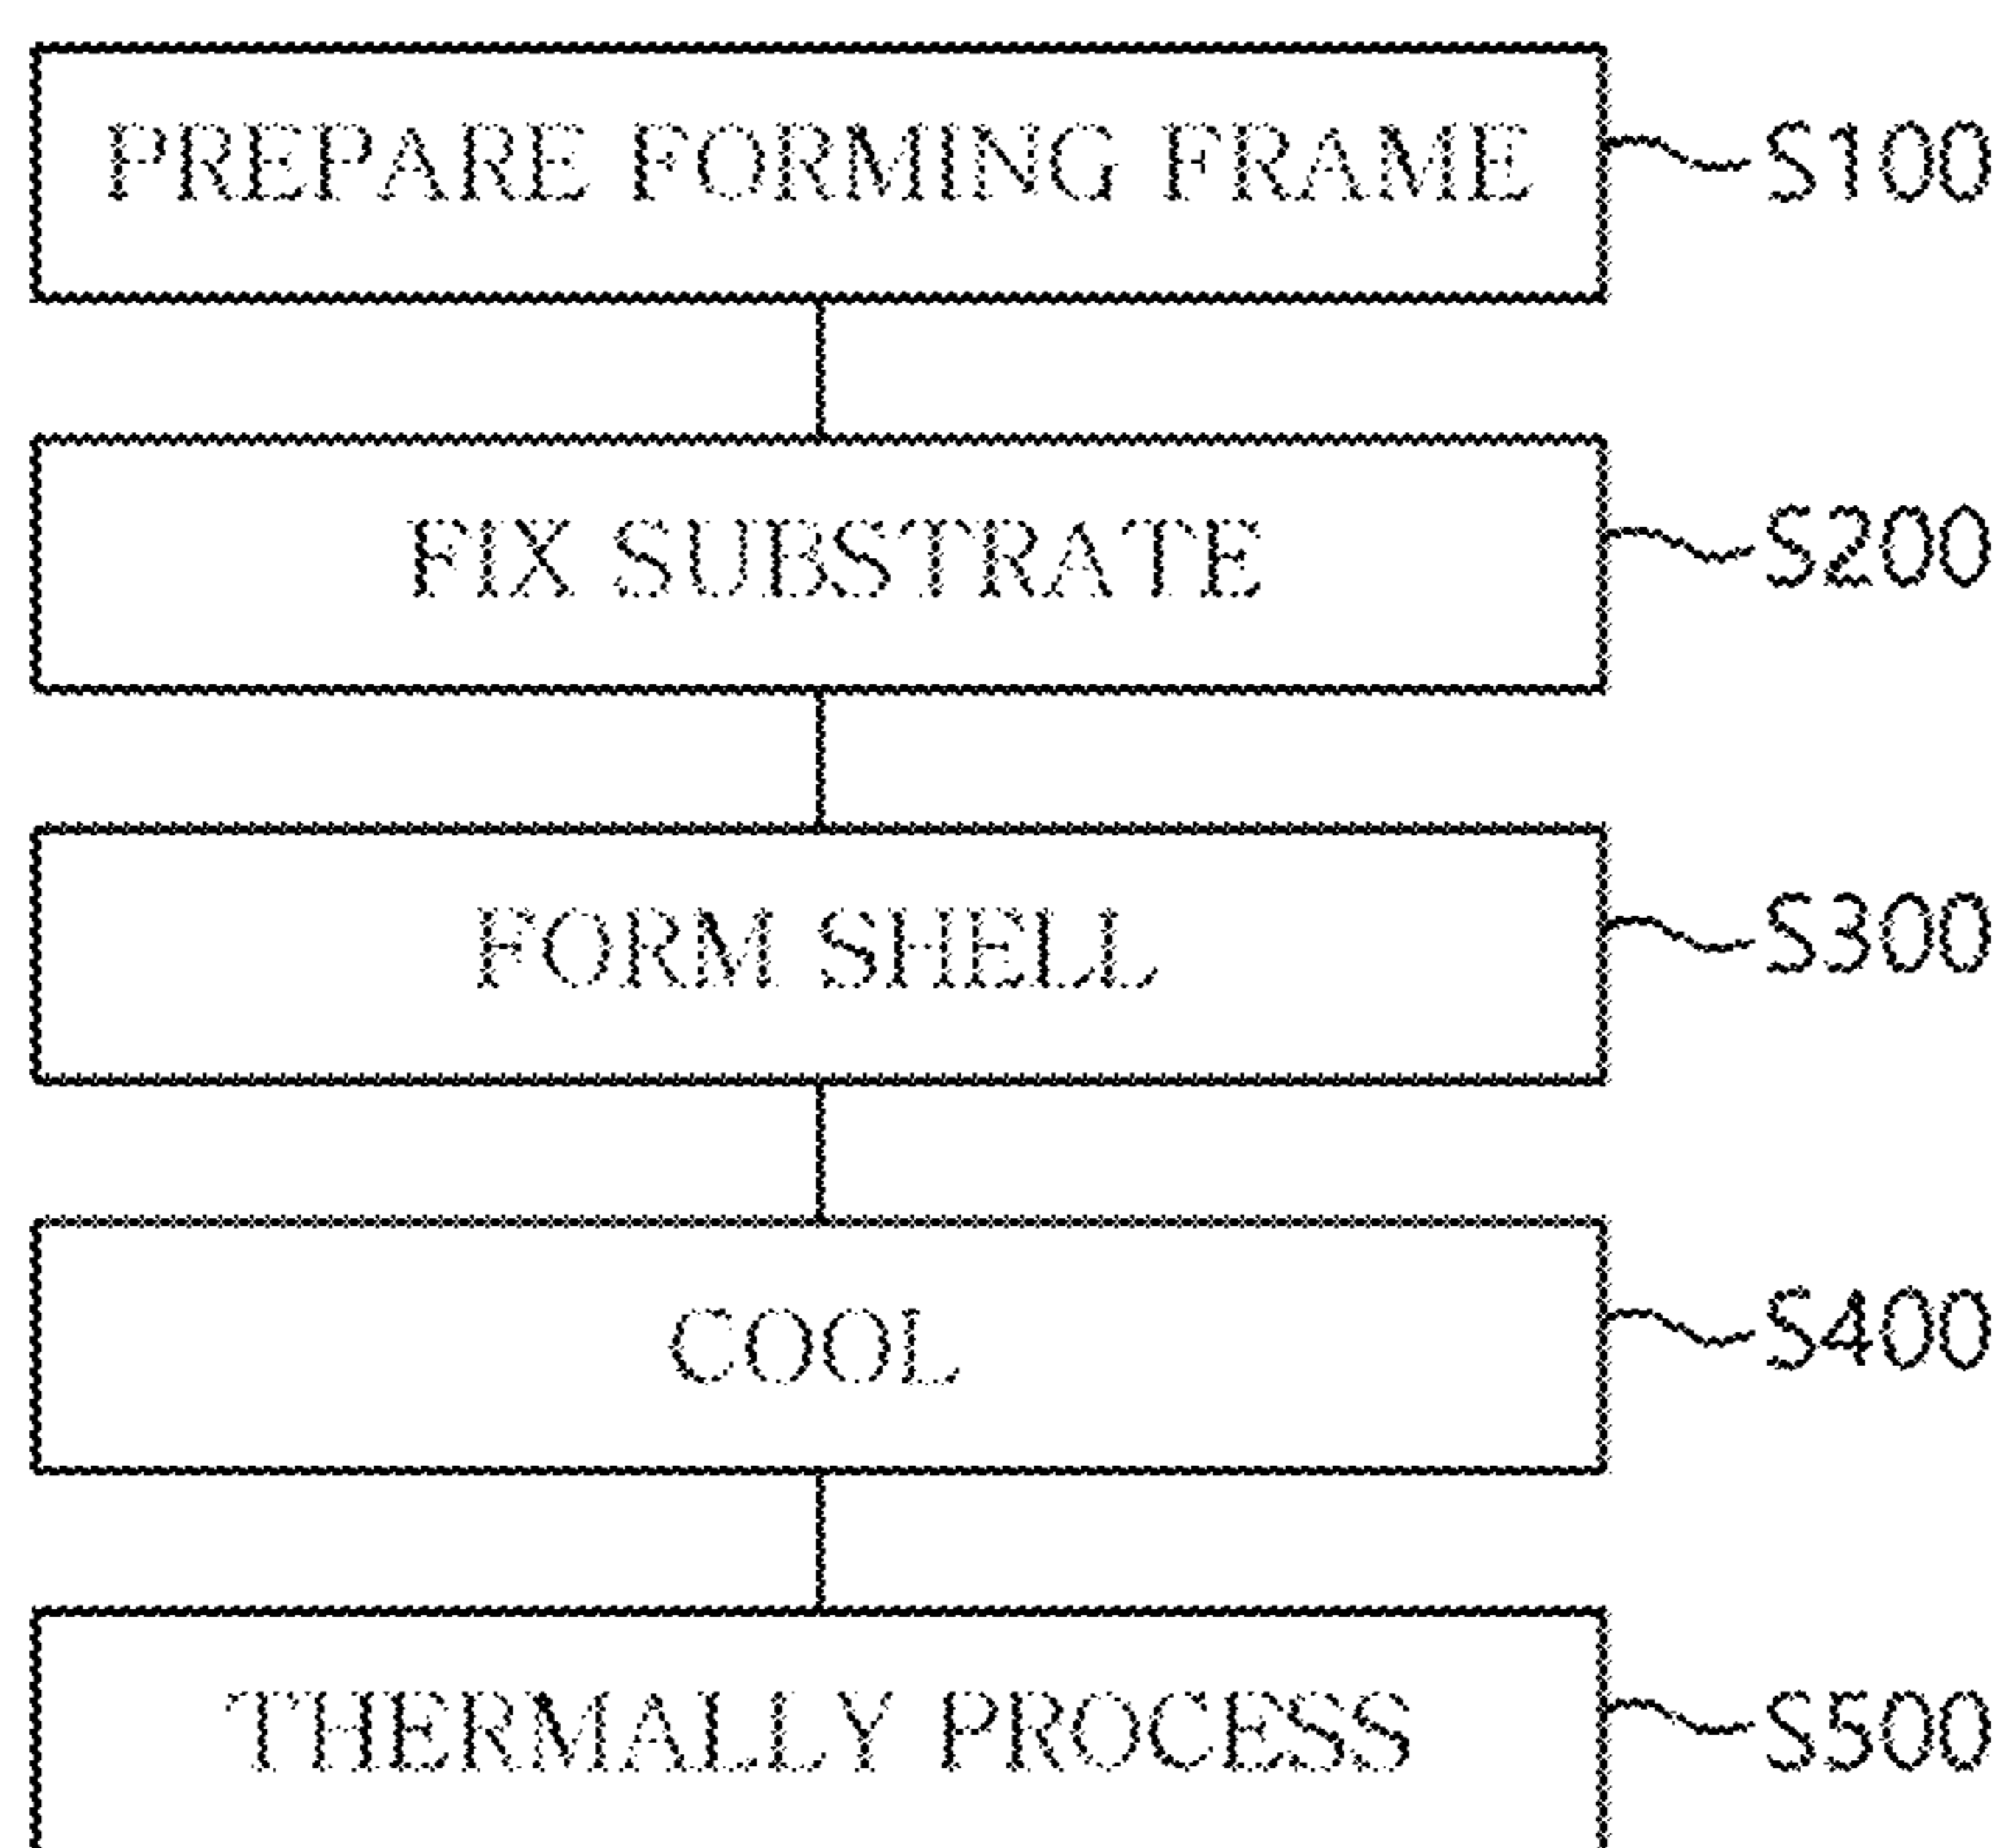 PREPARE FORMING FRAME S100
FIX SUBSTRATE S200
FORM SHELL S300
COOL S400
THERMALLY PROCESS S500